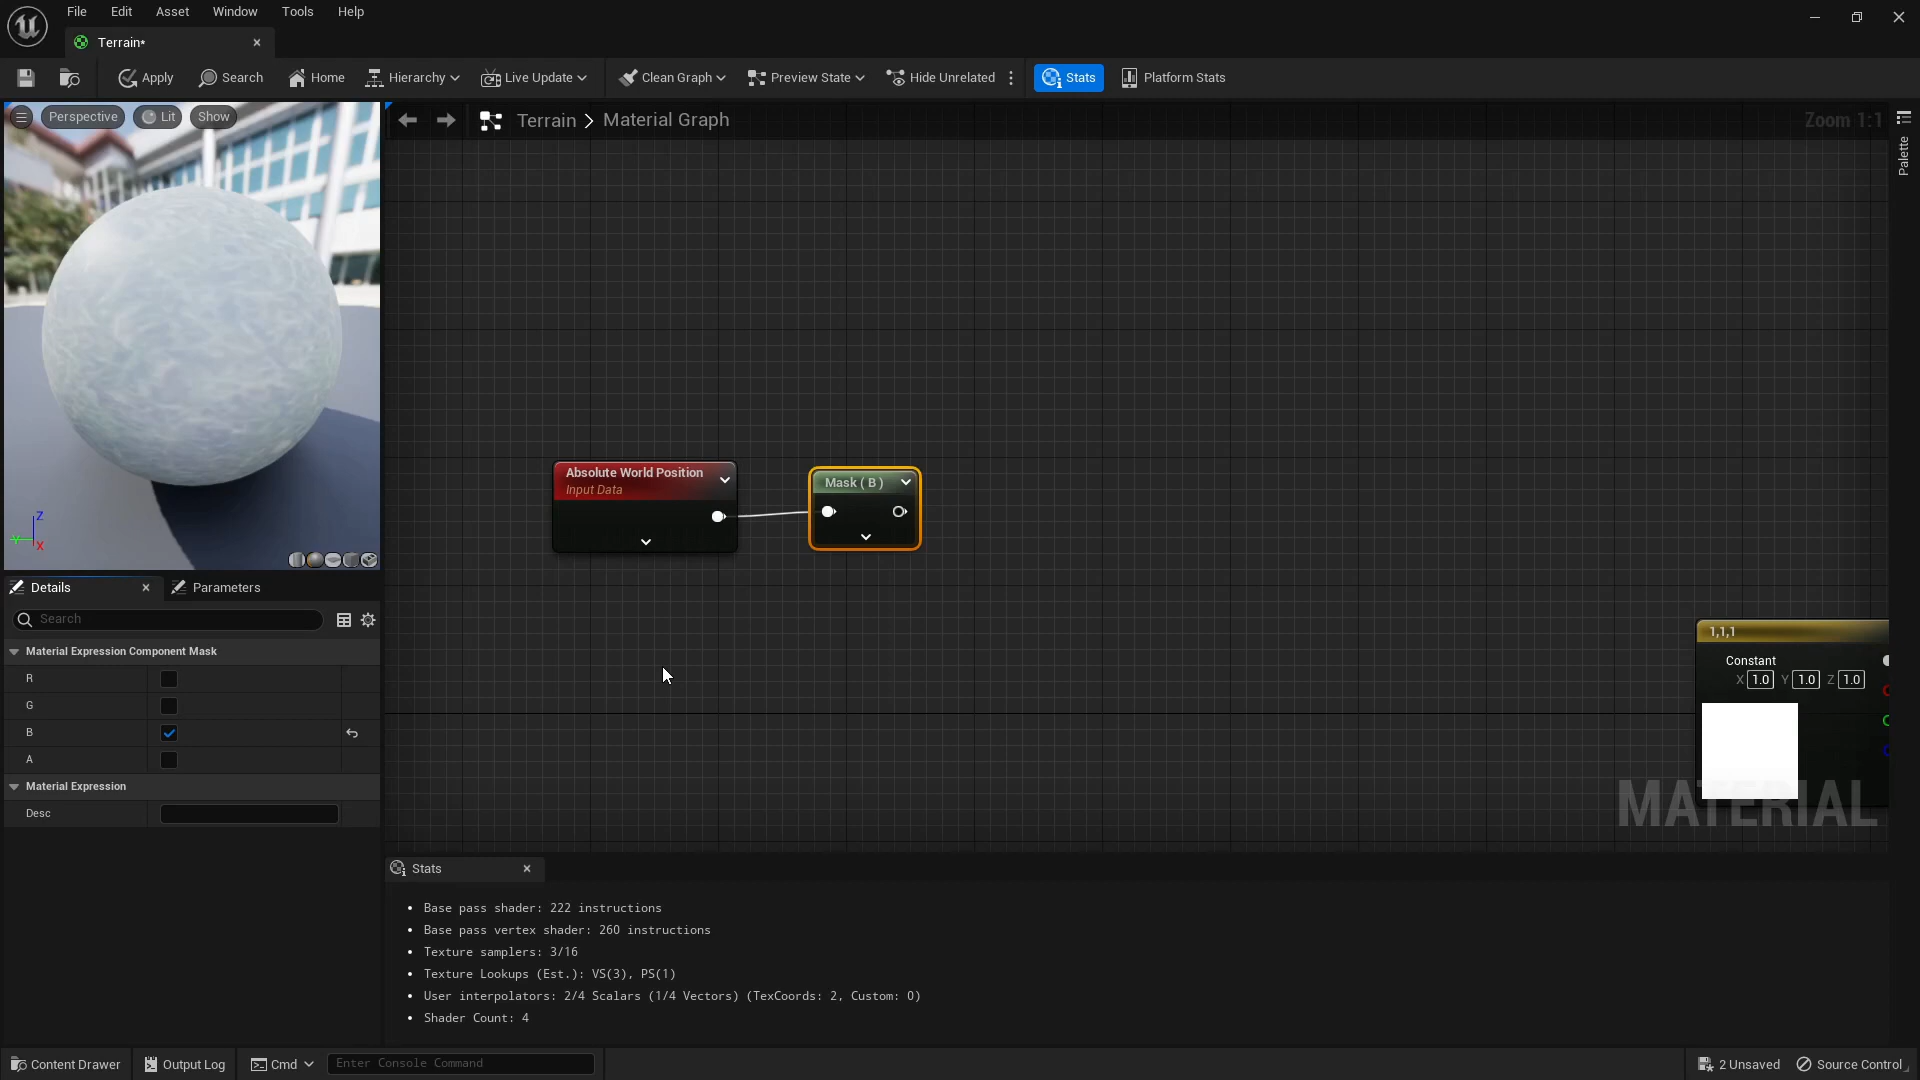 File Edit Asset Window Tools Help
Terrain*
Apply Search Home Hierarchy Live Update Clean Graph Preview State Hide Unrelated Stats Platform Stats
Perspective Lit Show
Terrain > Material Graph
Zoom 1:1
Palette
Absolute World Position
Input Data
Mask ( B )
1,1,1
Constant
X 1.0 Y 1.0 Z 1.0
MATERIAL
Z
Y
X
Details Parameters
Search
Material Expression Component Mask
R
G
B
A
Material Expression
Desc
Stats
• Base pass shader: 222 instructions
• Base pass vertex shader: 260 instructions
• Texture samplers: 3/16
• Texture Lookups (Est.): VS(3), PS(1)
• User interpolators: 2/4 Scalars (1/4 Vectors) (TexCoords: 2, Custom: 0)
• Shader Count: 4
Content Drawer Output Log Cmd Enter Console Command 2 Unsaved Source Control